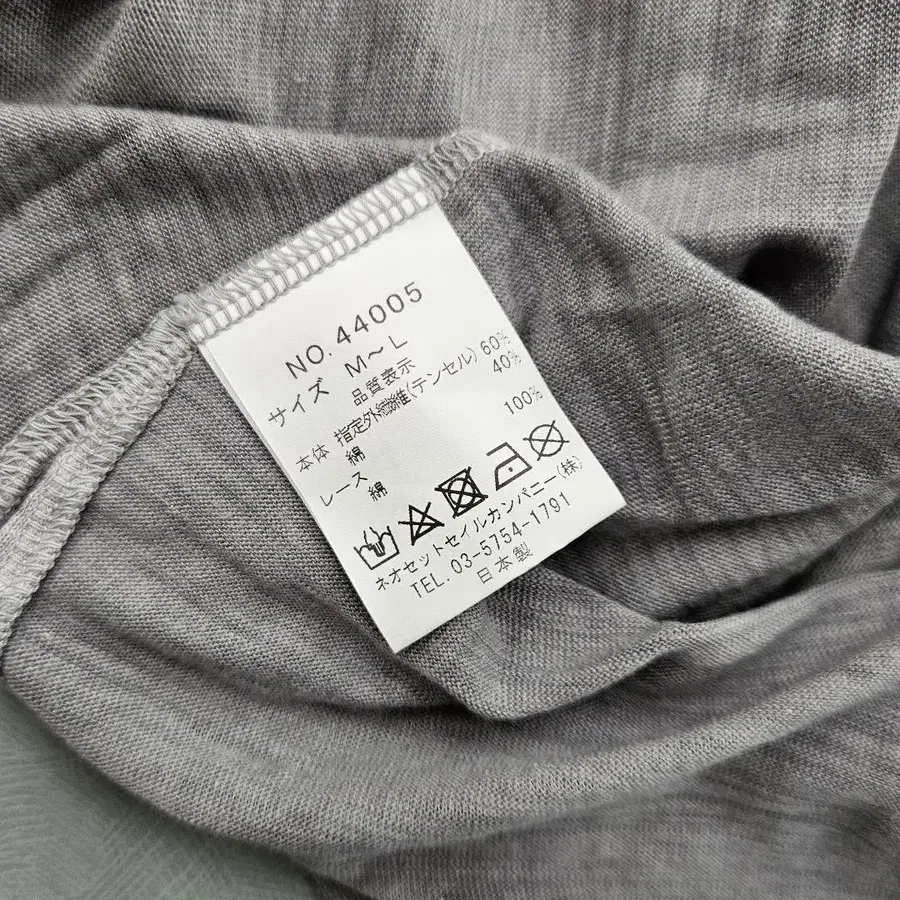 NO. 44005
サイズ M〜L
品質表示
本体 指定外繊維(テンセル) 60%
綿 40%
レース
綿 100%
ネオセットセイルカンパニー(株)
TEL. 03-5754-1791
日本製